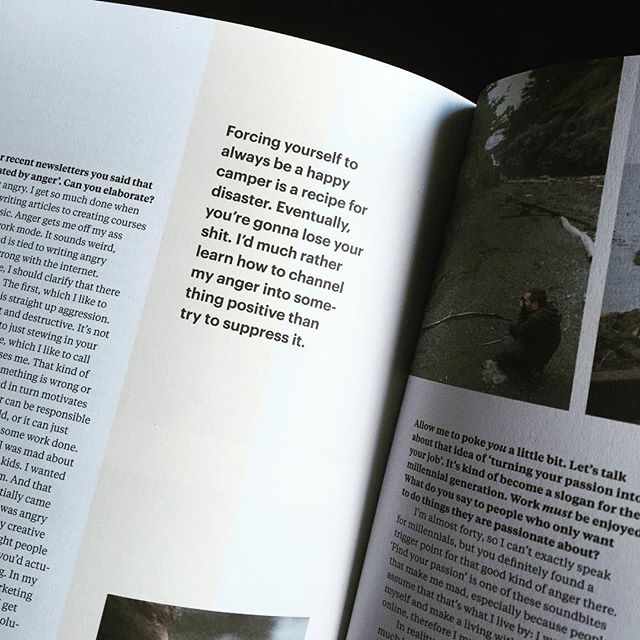 r recent newsletters you said that
ted by anger'. Can you elaborate?
angry. I get so much done when
writing articles to creating courses
sic. Anger gets me off my ass
ork mode. It sounds weird,
d is tied to writing angry
rong with the internet.
e, I should clarify that there
The first, which I like to
is straight up aggression.
t and destructive. It's not
to just stewing in your
e, which I like to call
ses me. That kind of
mething is wrong or
d in turn motivates
r can be responsible
ld, or it can just
some work done.
I was mad about
kids. I wanted
m. And that
tially came
was angry
y creative
ght people
you'd actu-
g. In my
rketing
get
olu-
Forcing yourself to
always be a happy
camper is a recipe for
disaster. Eventually,
you're gonna lose your
shit. I'd much rather
learn how to channel
my anger into some-
thing positive than
try to suppress it.
Allow me to poke you a little bit. Let's talk
about that idea of 'turning your passion into
your job'. It's kind of become a slogan for the
millennial generation. Work must be enjoyed
What do you say to people who only want
to do things they are passionate about?
I'm almost forty, so I can't exactly speak
for millennials, but you definitely found a
trigger point for that good kind of anger there.
'Find your passion' is one of these soundbites
that make me mad, especially because people
assume that that's what I live by: I
myself and make a living
online, therefore I
In realit